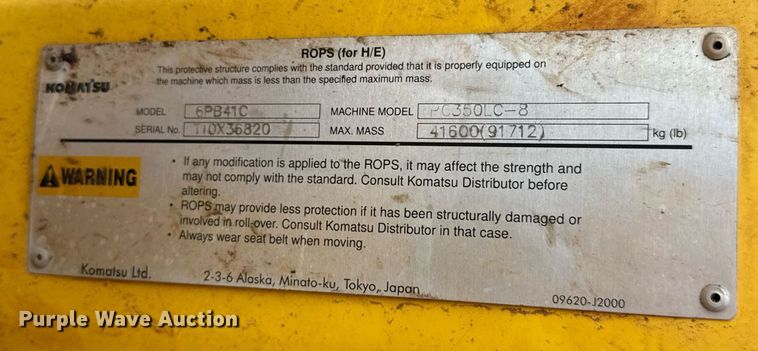 ROPS (for H/E)
This protective structure complies with the standard provided that it is properly equipped on
the machine which mass is less than the specified maximum mass.
KOMATSU
MODEL 6PB41C MACHINE MODEL PC350LC-8
SERIAL No. 110X36820 MAX. MASS 41600(91712) kg (lb)
WARNING
• If any modification is applied to the ROPS, it may affect the strength and
may not comply with the standard. Consult Komatsu Distributor before
altering.
• ROPS may provide less protection if it has been structurally damaged or
involved in roll-over. Consult Komatsu Distributor in that case.
• Always wear seat belt when moving.
Komatsu Ltd. 2-3-6 Alaska, Minato-ku, Tokyo, Japan
09620-J2000
Purple Wave Auction